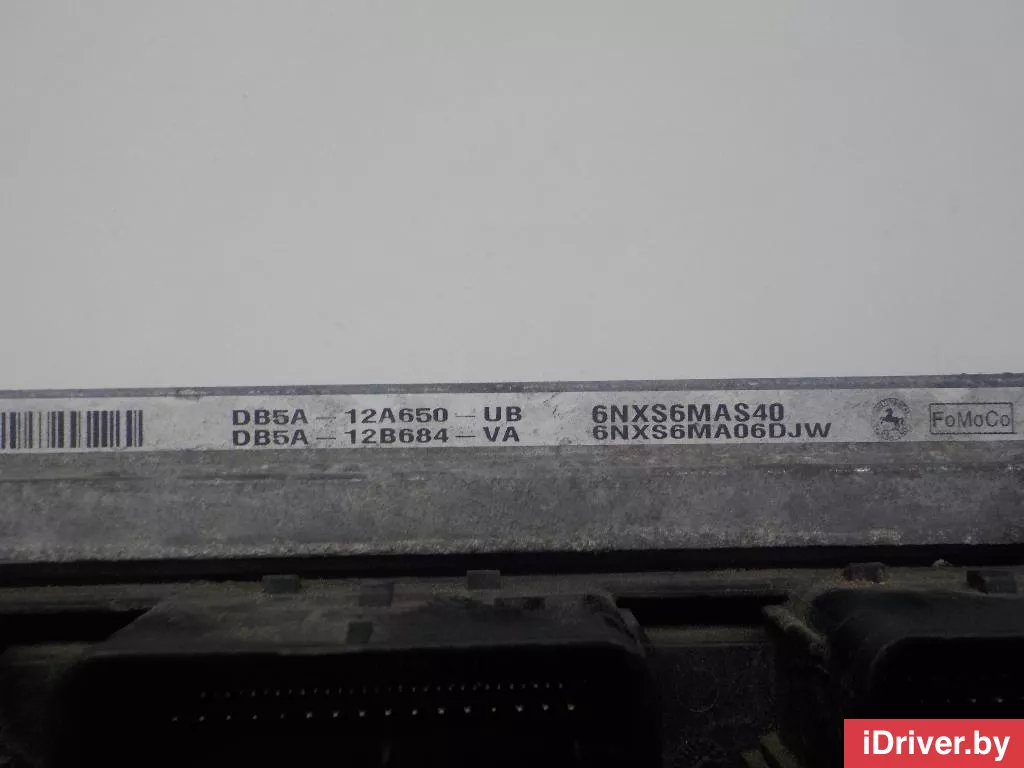 DB5A-12A650-UB 6NXS6MAS40
DB5A-12B684-VA 6NXS6MA06DJW
FoMoCo
iDriver.by